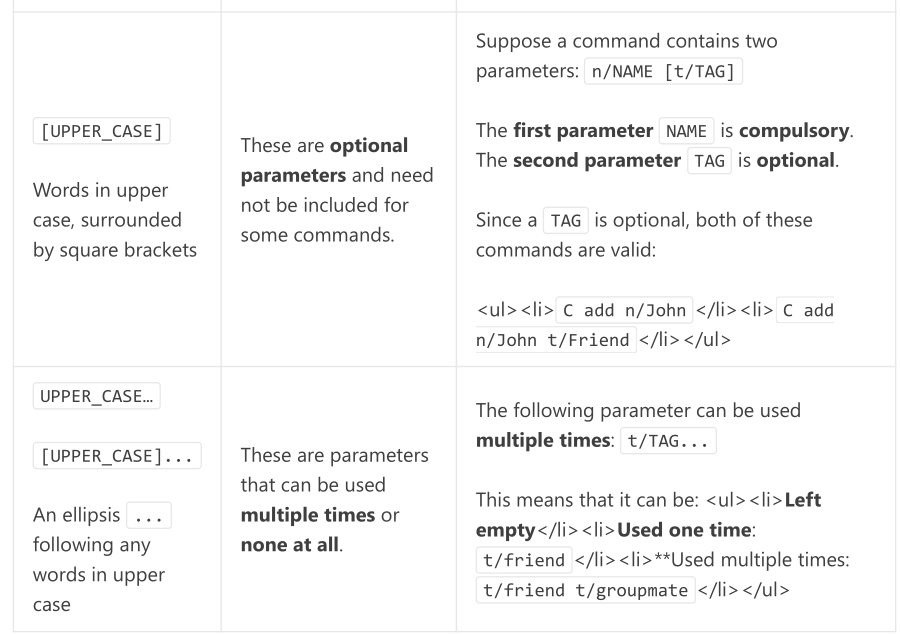 [UPPER_CASE]
Words in upper
case, surrounded
by square brackets
These are optional
parameters and need
not be included for
some commands.
Suppose a command contains two
parameters: n/NAME [t/TAG]
The first parameter NAME is compulsory.
The second parameter TAG is optional.
Since a TAG is optional, both of these
commands are valid:
<ul><li> C add n/John </li><li> C add
n/John t/Friend </li></ul>
UPPER_CASE…
[UPPER_CASE]...
An ellipsis ...
following any
words in upper
case
These are parameters
that can be used
multiple times or
none at all.
The following parameter can be used
multiple times: t/TAG...
This means that it can be: <ul><li>Left
empty</li><li>Used one time:
t/friend </li><li>**Used multiple times:
t/friend t/groupmate </li></ul>